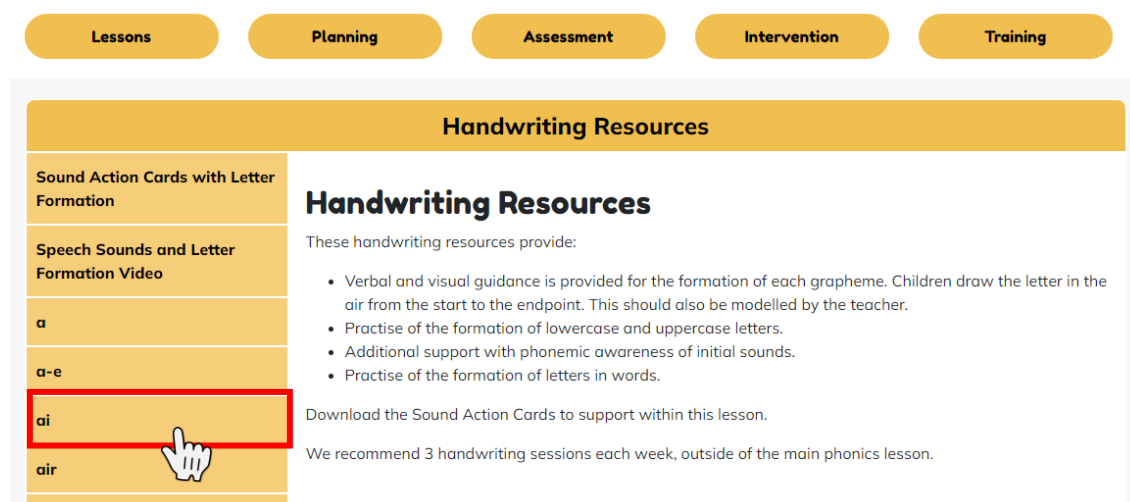 Lessons
Planning
Assessment
Intervention
Training
Handwriting Resources
Sound Action Cards with Letter
Formation
Speech Sounds and Letter
Formation Video
a
a-e
ai
air
Handwriting Resources
These handwriting resources provide:
• Verbal and visual guidance is provided for the formation of each grapheme. Children draw the letter in the
air from the start to the endpoint. This should also be modelled by the teacher.
• Practise of the formation of lowercase and uppercase letters.
• Additional support with phonemic awareness of initial sounds.
• Practise of the formation of letters in words.
Download the Sound Action Cards to support within this lesson.
We recommend 3 handwriting sessions each week, outside of the main phonics lesson.